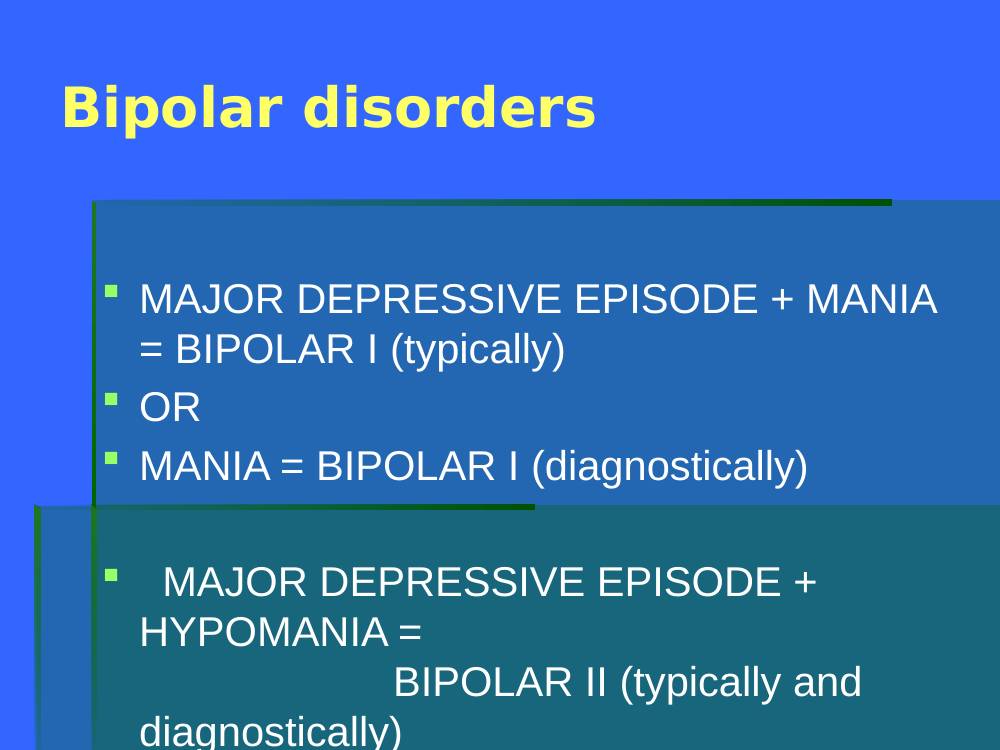 Bipolar disorders
MAJOR DEPRESSIVE EPISODE + MANIA
= BIPOLAR I (typically)
OR
MANIA = BIPOLAR I (diagnostically)
MAJOR DEPRESSIVE EPISODE +
HYPOMANIA =
BIPOLAR II (typically and
diagnostically)